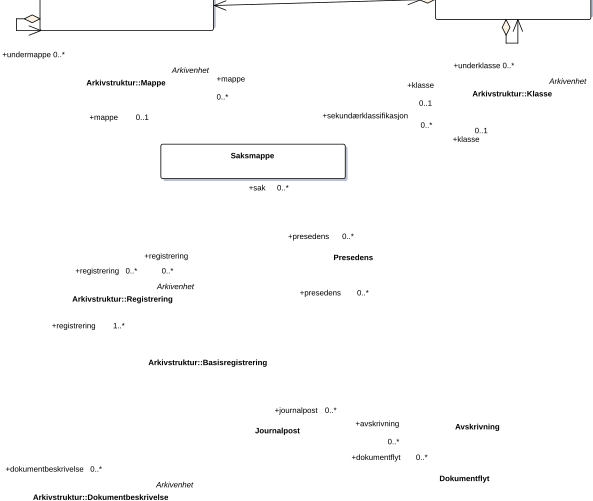 +undermappe 0..*
Arkivenhet
Arkivstruktur::Mappe
+mappe
0..*
+mappe 0..1
+underklasse 0..*
Arkivenhet
Arkivstruktur::Klasse
+klasse
0..1
+sekundærklassifikasjon
0..*
0..1
+klasse
Saksmappe
+sak 0..*
+presedens 0..*
Presedens
+registrering
+registrering 0..* 0..*
Arkivenhet
Arkivstruktur::Registrering
+presedens 0..*
+registrering 1..*
Arkivstruktur::Basisregistrering
+journalpost 0..*
Journalpost
+avskrivning
0..*
Avskrivning
+dokumentflyt 0..*
Dokumentflyt
+dokumentbeskrivelse 0..*
Arkivenhet
Arkivstruktur::Dokumentbeskrivelse